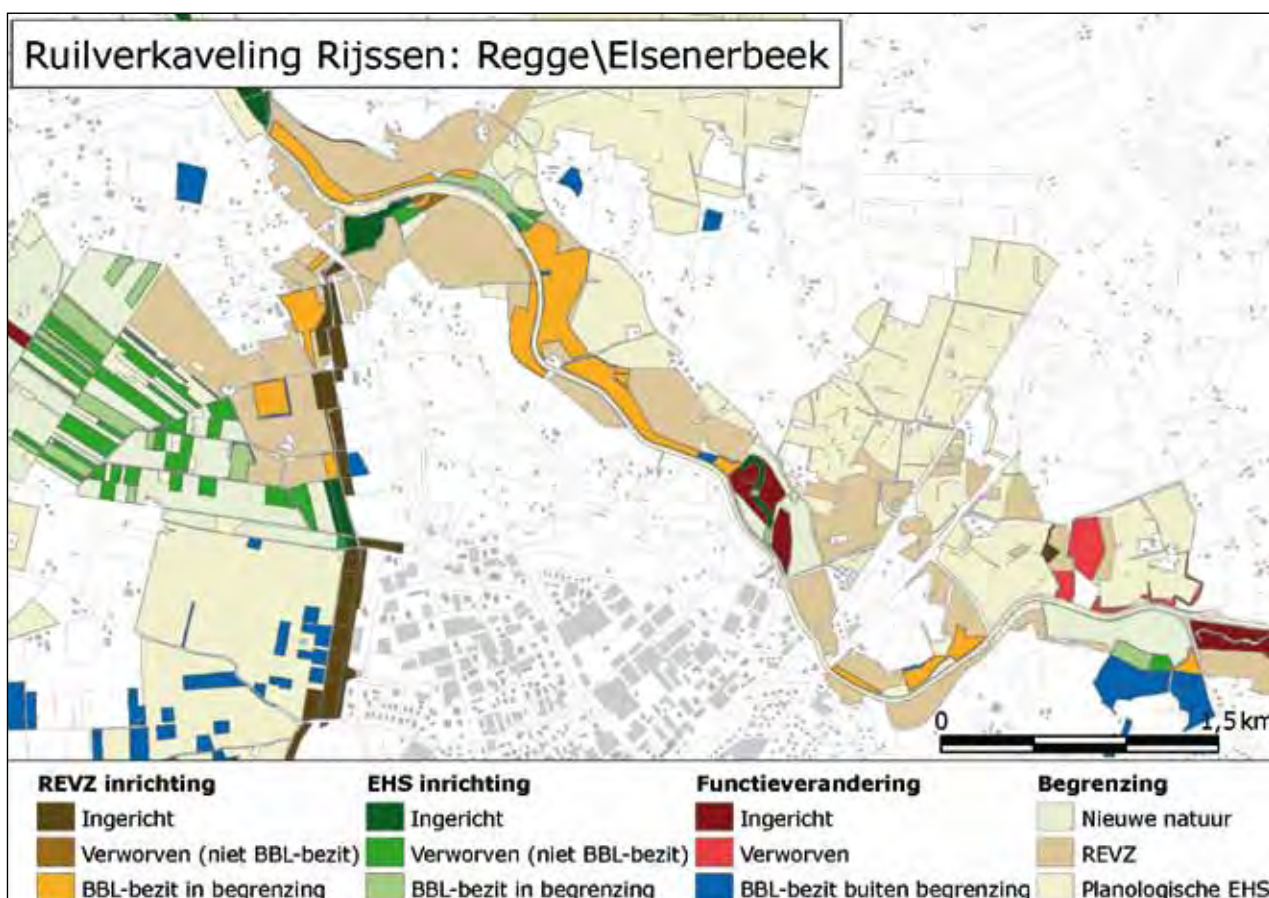 Ruilverkaveling Rijssen: Regge\Elsenerbeek
0 1,5 km
REVZ inrichting
Ingericht
Verworven (niet BBL-bezit)
BBL-bezit in begrenzing
EHS inrichting
Ingericht
Verworven (niet BBL-bezit)
BBL-bezit in begrenzing
Functieverandering
Ingericht
Verworven
BBL-bezit buiten begrenzing
Begrenzing
Nieuwe natuur
REVZ
Planologische EHS